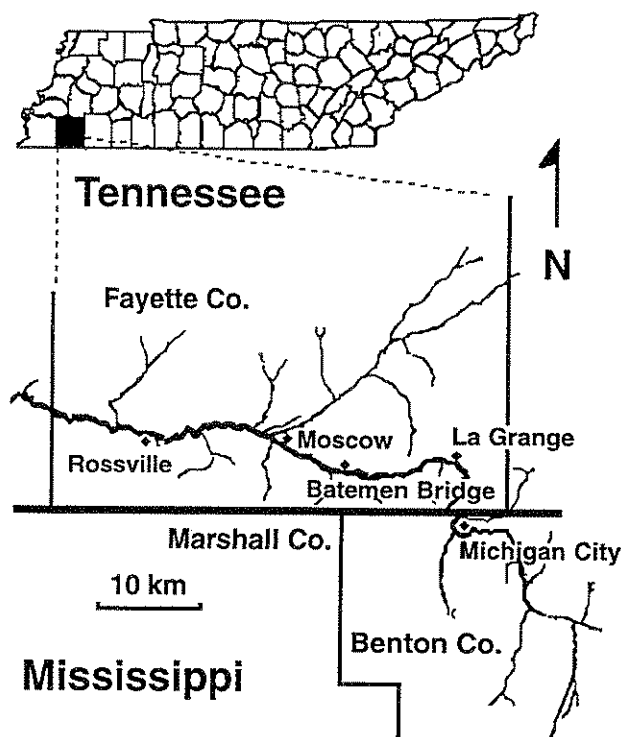 Tennessee
N
Fayette Co.
Rossville
Moscow
La Grange
Batemen Bridge
Marshall Co.
Michigan City
10 km
Benton Co.
Mississippi